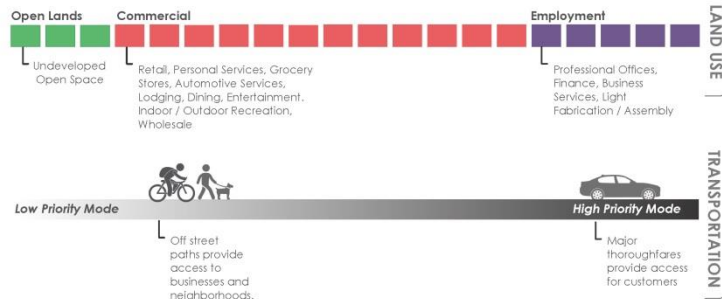 Open Lands
Commercial
Employment
LAND USE
Undeveloped
Open Space
Retail, Personal Services, Grocery
Stores, Automotive Services,
Lodging, Dining, Entertainment.
Indoor / Outdoor Recreation,
Wholesale
Professional Offices,
Finance, Business
Services, Light
Fabrication / Assembly
TRANSPORTATION
Low Priority Mode
High Priority Mode
Off street
paths provide
access to
businesses and
neighborhoods.
Major
thoroughfares
provide access
for customers